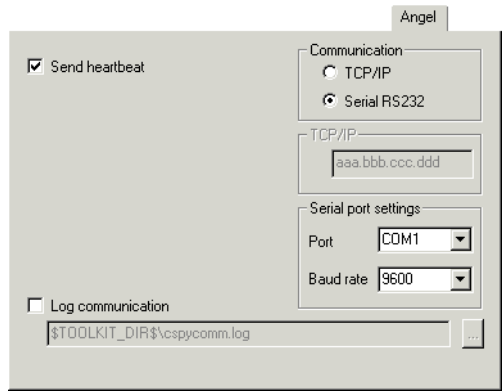 Angel
Send heartbeat
Communication
TCP/IP
Serial RS232
TCP/IP
aaa.bbb.ccc.ddd
Serial port settings
Port COM1
Baud rate 9600
Log communication
$TOOLKIT_DIR$\cspycomm.log ...